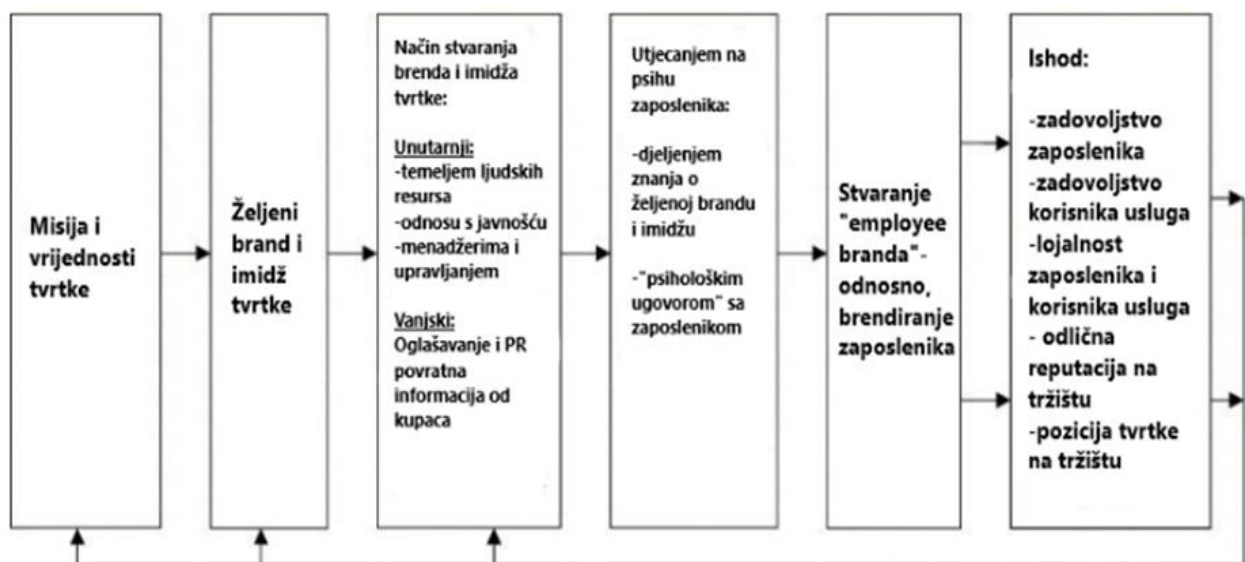 Misija i
vrijednosti
tvrtke
Željeni
brand i
imidž
tvrtke
Način stvaranja
brenda i imidža
tvrtke:
Unutarnji:
-temeljem ljudskih
resursa
-odnosu s javnošću
-menadžerima i
upravljanjem
Vanjski:
Oglašavanje i PR
povratna
informacija od
kupaca
Utjecanjem na
psihu
zaposlenika:
-djeljenjem
znanja o
željenoj brandu
i imidžu
-"psihološkim
ugovorom" sa
zaposlenikom
Stvaranje
"employee
branda"-
odnosno,
brendiranje
zaposlenika
Ishod:
-zadovoljstvo
zaposlenika
-zadovoljstvo
korisnika usluga
-lojalnost
zaposlenika i
korisnika usluga
- odlična
reputacija na
tržištu
-pozicija tvrtke
na tržištu